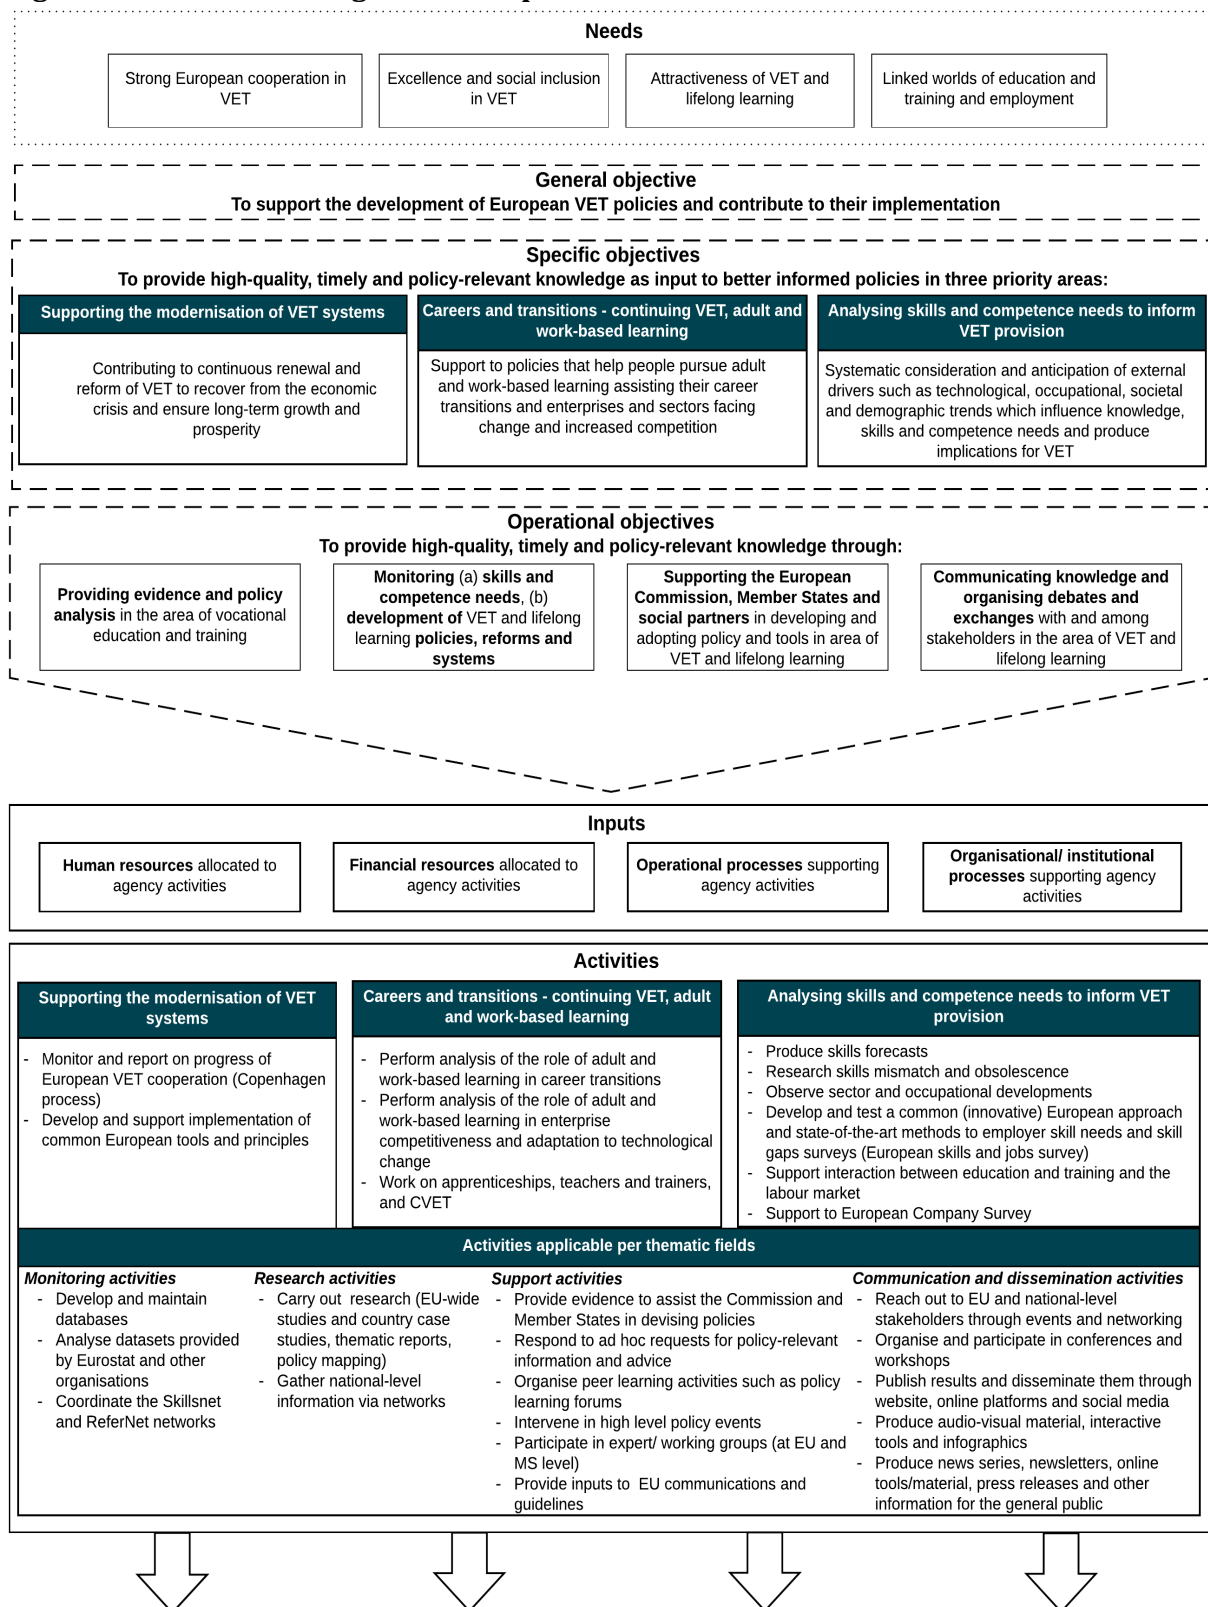 Needs
Strong European cooperation in
VET
Excellence and social inclusion
in VET
Attractiveness of VET and
lifelong learning
Linked worlds of education and
training and employment
General objective
To support the development of European VET policies and contribute to their implementation
Specific objectives
To provide high-quality, timely and policy-relevant knowledge as input to better informed policies in three priority areas:
Supporting the modernisation of VET systems
Contributing to continuous renewal and
reform of VET to recover from the economic
crisis and ensure long-term growth and
prosperity
Careers and transitions - continuing VET, adult and
work-based learning
Support to policies that help people pursue adult
and work-based learning assisting their career
transitions and enterprises and sectors facing
change and increased competition
Analysing skills and competence needs to inform
VET provision
Systematic consideration and anticipation of external
drivers such as technological, occupational, societal
and demographic trends which influence knowledge,
skills and competence needs and produce
implications for VET
Operational objectives
To provide high-quality, timely and policy-relevant knowledge through:
Providing evidence and policy
analysis in the area of vocational
education and training
Monitoring (a) skills and
competence needs, (b)
development of VET and lifelong
learning policies, reforms and
systems
Supporting the European
Commission, Member States and
social partners in developing and
adopting policy and tools in area of
VET and lifelong learning
Communicating knowledge and
organising debates and
exchanges with and among
stakeholders in the area of VET and
lifelong learning
Inputs
Human resources allocated to
agency activities
Financial resources allocated to
agency activities
Operational processes supporting
agency activities
Organisational/ institutional
processes supporting agency
activities
Activities
Supporting the modernisation of VET
systems
- Monitor and report on progress of
European VET cooperation (Copenhagen
process)
- Develop and support implementation of
common European tools and principles
Careers and transitions - continuing VET, adult
and work-based learning
- Perform analysis of the role of adult and
work-based learning in career transitions
- Perform analysis of the role of adult and
work-based learning in enterprise
competitiveness and adaptation to technological
change
- Work on apprenticeships, teachers and trainers,
and CVET
Analysing skills and competence needs to inform VET
provision
- Produce skills forecasts
- Research skills mismatch and obsolescence
- Observe sector and occupational developments
- Develop and test a common (innovative) European approach
and state-of-the-art methods to employer skill needs and skill
gaps surveys (European skills and jobs survey)
- Support interaction between education and training and the
labour market
- Support to European Company Survey
Activities applicable per thematic fields
Monitoring activities
- Develop and maintain
databases
- Analyse datasets provided
by Eurostat and other
organisations
- Coordinate the Skillsnet
and ReferNet networks
Research activities
- Carry out research (EU-wide
studies and country case
studies, thematic reports,
policy mapping)
- Gather national-level
information via networks
Support activities
- Provide evidence to assist the Commission and
Member States in devising policies
- Respond to ad hoc requests for policy-relevant
information and advice
- Organise peer learning activities such as policy
learning forums
- Intervene in high level policy events
- Participate in expert/ working groups (at EU and
MS level)
- Provide inputs to EU communications and
guidelines
Communication and dissemination activities
- Reach out to EU and national-level
stakeholders through events and networking
- Organise and participate in conferences and
workshops
- Publish results and disseminate them through
website, online platforms and social media
- Produce audio-visual material, interactive
tools and infographics
- Produce news series, newsletters, online
tools/material, press releases and other
information for the general public